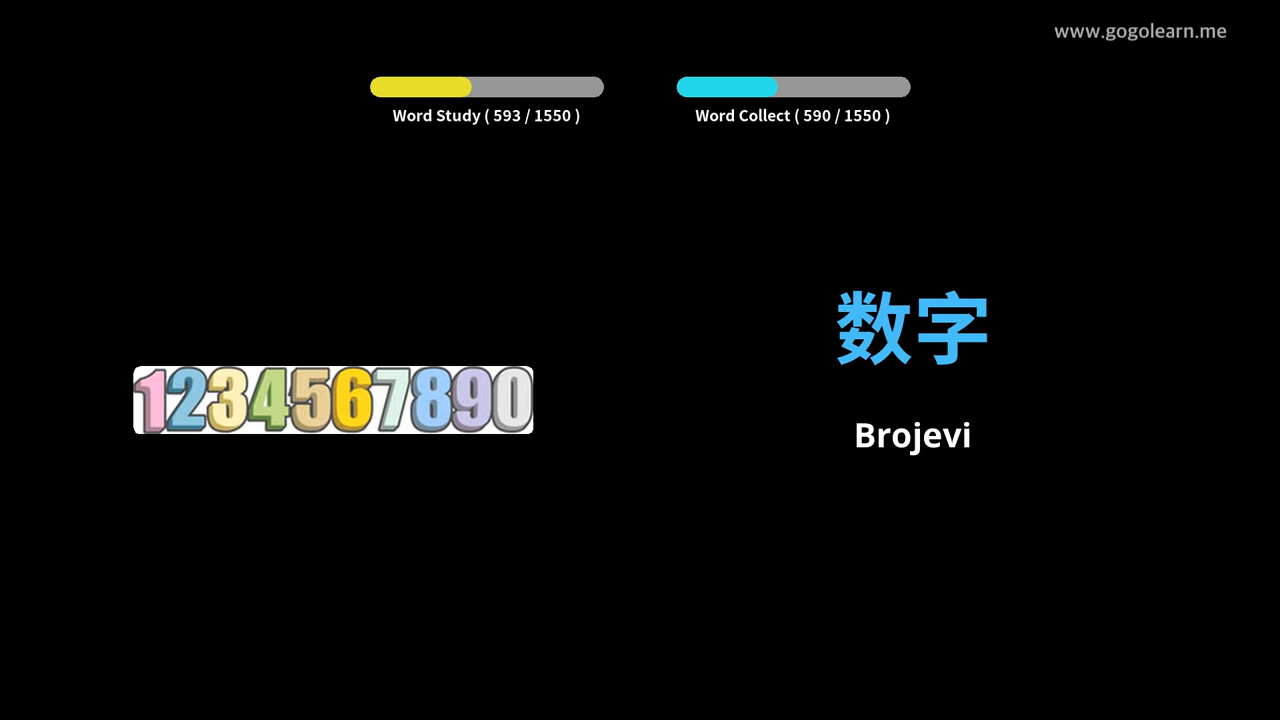 www.gogolearn.me
Word Study ( 593 / 1550 )
Word Collect ( 590 / 1550 )
数字
1234567890
Brojevi